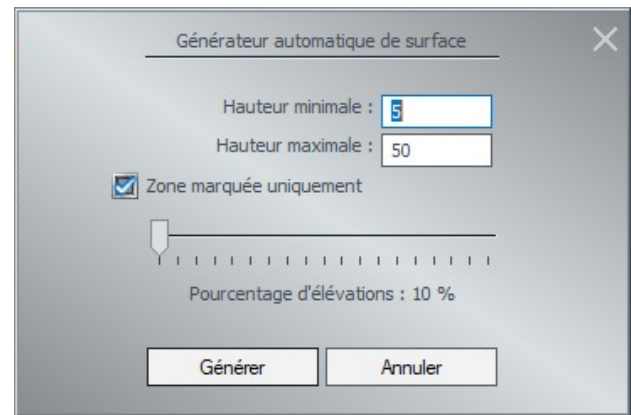 Générateur automatique de surface
Hauteur minimale : 5
Hauteur maximale : 50
Zone marquée uniquement
Pourcentage d'élévations : 10 %
Générer Annuler